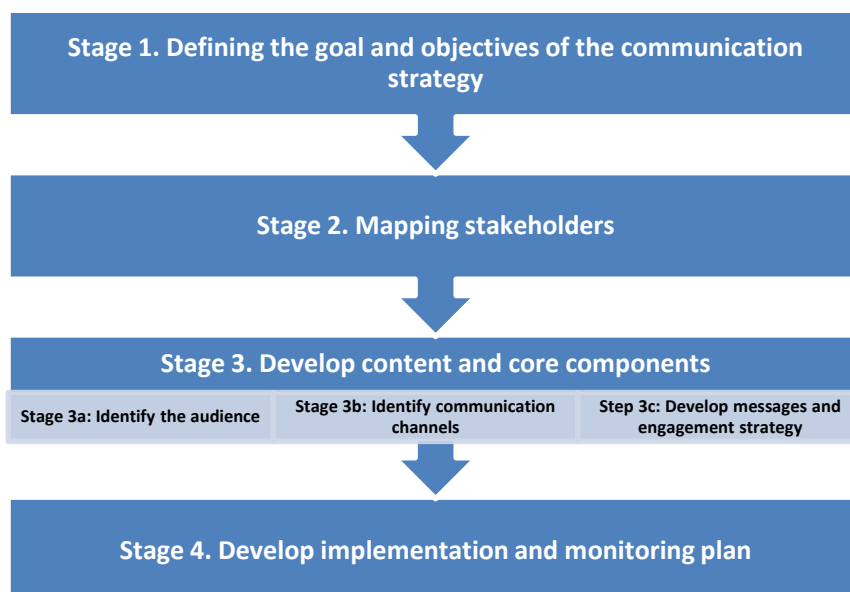 Stage 1. Defining the goal and objectives of the communication
strategy
Stage 2. Mapping stakeholders
Stage 3. Develop content and core components
Stage 3a: Identify the audience
Stage 3b: Identify communication
channels
Step 3c: Develop messages and
engagement strategy
Stage 4. Develop implementation and monitoring plan